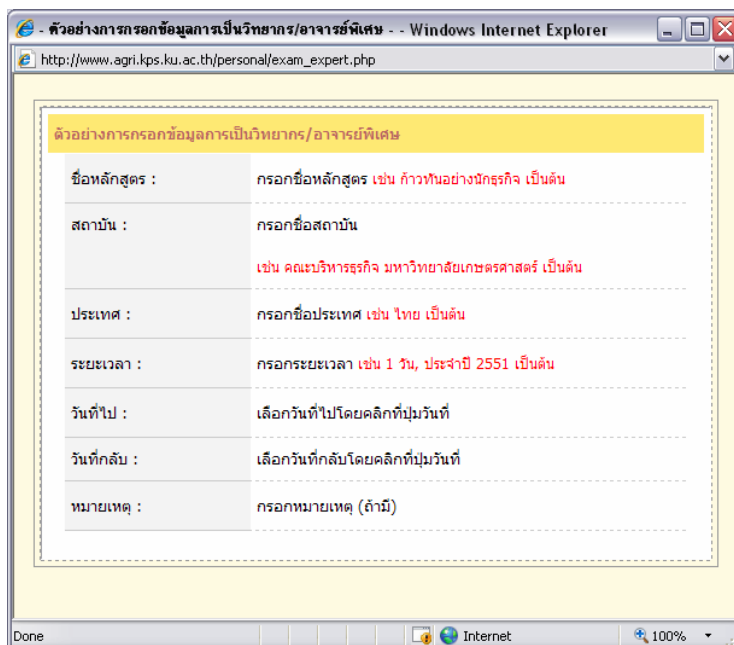 - ตัวอย่างการกรอกข้อมูลการเป็นวิทยากร/อาจารย์พิเศษ - - Windows Internet Explorer
http://www.agri.kps.ku.ac.th/personal/exam_expert.php
ตัวอย่างการกรอกข้อมูลการเป็นวิทยากร/อาจารย์พิเศษ
ชื่อหลักสูตร : กรอกชื่อหลักสูตร เช่น ก้าวทันอย่างนักธุรกิจ เป็นต้น
สถาบัน : กรอกชื่อสถาบัน
เช่น คณะบริหารธุรกิจ มหาวิทยาลัยเกษตรศาสตร์ เป็นต้น
ประเทศ : กรอกชื่อประเทศ เช่น ไทย เป็นต้น
ระยะเวลา : กรอกระยะเวลา เช่น 1 วัน, ประจำปี 2551 เป็นต้น
วันที่ไป : เลือกวันที่ไปโดยคลิกที่ปุ่มวันที่
วันที่กลับ : เลือกวันที่กลับโดยคลิกที่ปุ่มวันที่
หมายเหตุ : กรอกหมายเหตุ (ถ้ามี)
Done Internet 100%